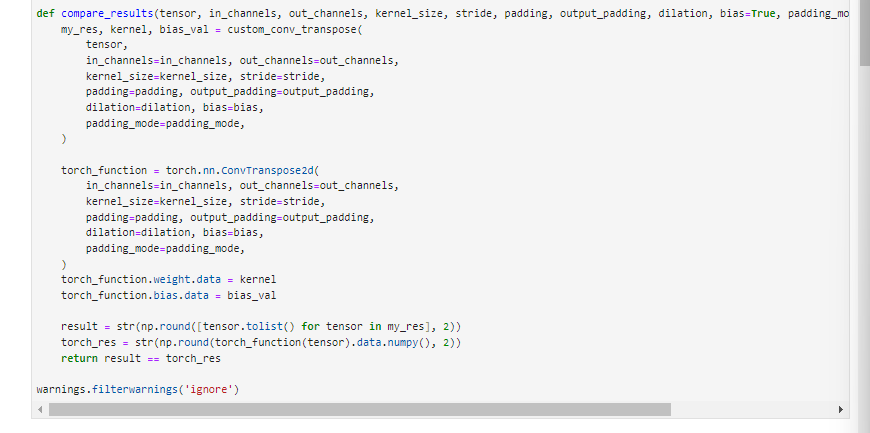 def compare_results(tensor, in_channels, out_channels, kernel_size, stride, padding, output_padding, dilation, bias=True, padding_mo
    my_res, kernel, bias_val = custom_conv_transpose(
        tensor,
        in_channels=in_channels, out_channels=out_channels,
        kernel_size=kernel_size, stride=stride,
        padding=padding, output_padding=output_padding,
        dilation=dilation, bias=bias,
        padding_mode=padding_mode,
    )

    torch_function = torch.nn.ConvTranspose2d(
        in_channels=in_channels, out_channels=out_channels,
        kernel_size=kernel_size, stride=stride,
        padding=padding, output_padding=output_padding,
        dilation=dilation, bias=bias,
        padding_mode=padding_mode,
    )
    torch_function.weight.data = kernel
    torch_function.bias.data = bias_val

    result = str(np.round([tensor.tolist() for tensor in my_res], 2))
    torch_res = str(np.round(torch_function(tensor).data.numpy(), 2))
    return result == torch_res

warnings.filterwarnings('ignore')